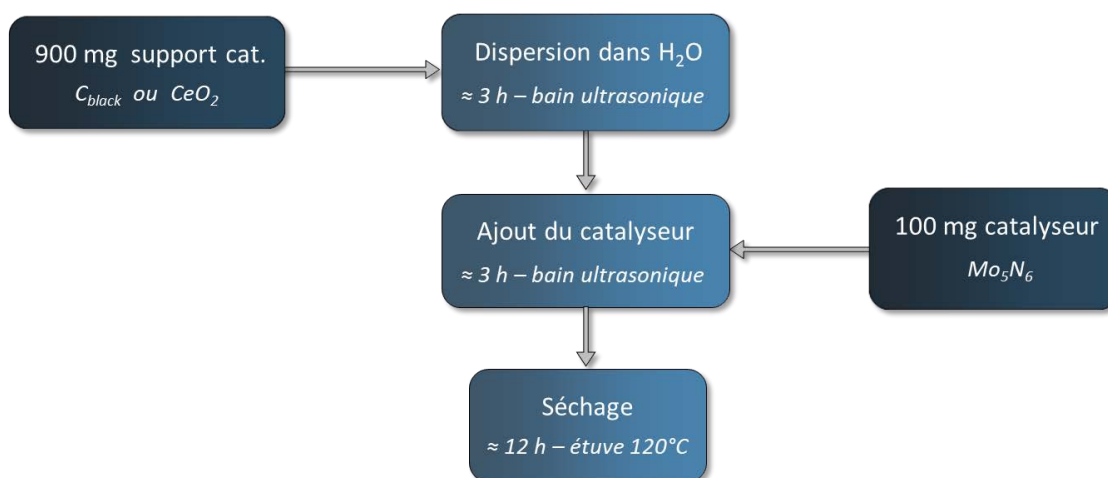 900 mg support cat.
C_black ou CeO₂
Dispersion dans H₂O
≈ 3 h – bain ultrasonique
Ajout du catalyseur
≈ 3 h – bain ultrasonique
100 mg catalyseur
Mo₅N₆
Séchage
≈ 12 h – étuve 120°C